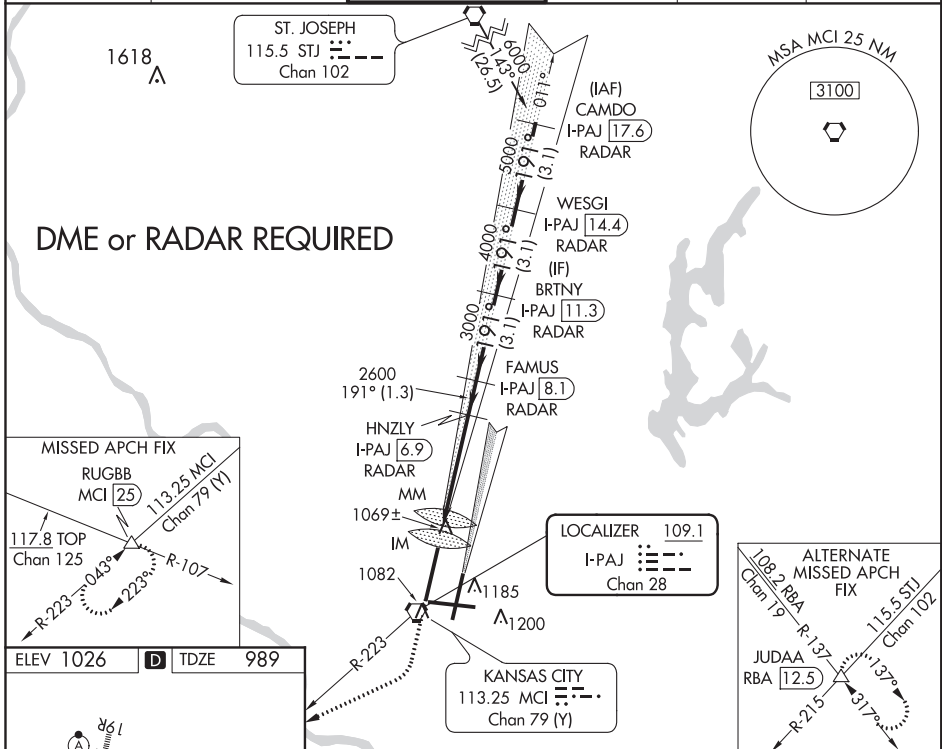 ST. JOSEPH
115.5 STJ
Chan 102
1618
6000
143°
(26.5)
011°
MSA MCI 25 NM
3100
(IAF)
CAMDO
I-PAJ 17.6
RADAR
5000
191°
(3.1)
WESGI
I-PAJ 14.4
RADAR
DME or RADAR REQUIRED
4000
191°
(3.1)
(IF)
BRTNY
I-PAJ 11.3
RADAR
3000
191°
(3.1)
FAMUS
I-PAJ 8.1
RADAR
2600
191° (1.3)
HNZLY
I-PAJ 6.9
RADAR
MM
1069±
IM
MISSED APCH FIX
RUGBB
MCI 25
113.25 MCI
Chan 79 (Y)
117.8 TOP
Chan 125
R-107
043°
223°
R-223
LOCALIZER 109.1
I-PAJ
Chan 28
1082
1185
1200
R-223
KANSAS CITY
113.25 MCI
Chan 79 (Y)
ALTERNATE
MISSED APCH
FIX
108.2 RBA
Chan 19
R-137
115.5 STJ
Chan 102
JUDAA
RBA 12.5
137°
317°
R-215
ELEV 1026 D TDZE 989
19R
A